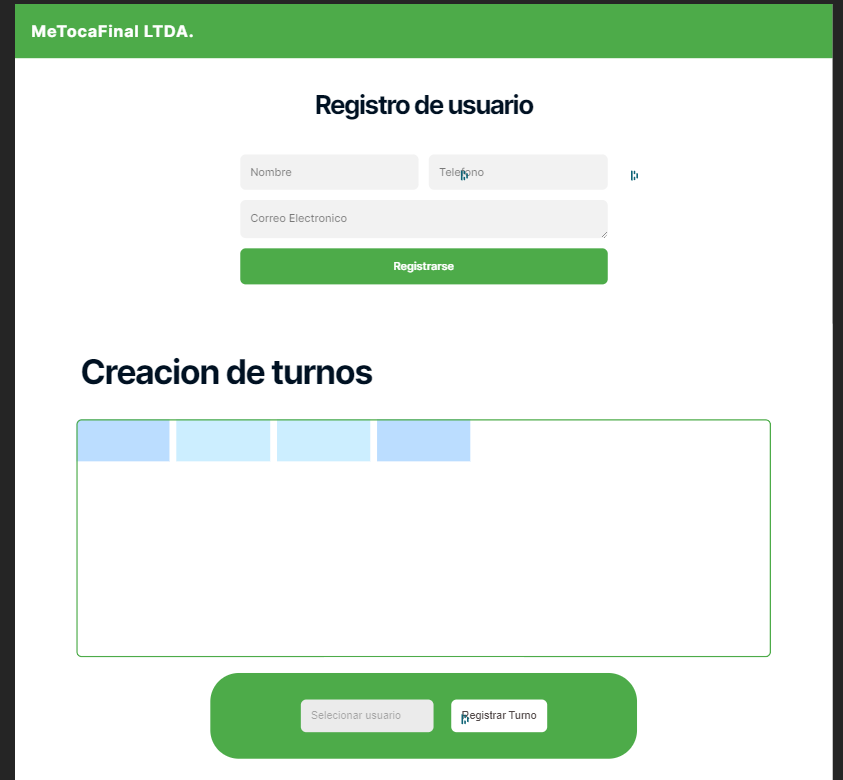 MeTocaFinal LTDA.
Registro de usuario
Nombre
Telefono
Correo Electronico
Registrarse
Creacion de turnos
Selecionar usuario
Registrar Turno